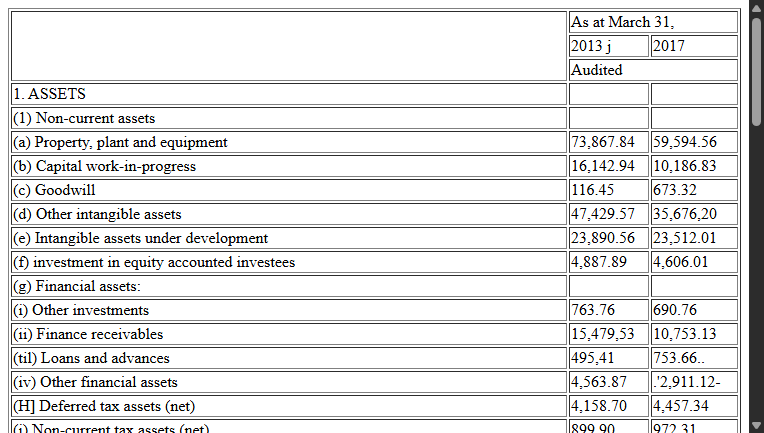 As at March 31,
2013 j 2017
Audited
1. ASSETS
(1) Non-current assets
(a) Property, plant and equipment 73,867.84 59,594.56
(b) Capital work-in-progress 16,142.94 10,186.83
(c) Goodwill 116.45 673.32
(d) Other intangible assets 47,429.57 35,676,20
(e) Intangible assets under development 23,890.56 23,512.01
(f) investment in equity accounted investees 4,887.89 4,606.01
(g) Financial assets:
(i) Other investments 763.76 690.76
(ii) Finance receivables 15,479,53 10,753.13
(til) Loans and advances 495,41 753.66..
(iv) Other financial assets 4,563.87 .'2,911.12-
(H] Deferred tax assets (net) 4,158.70 4,457.34
(i) Non-current tax assets (net) 899.90 972.31